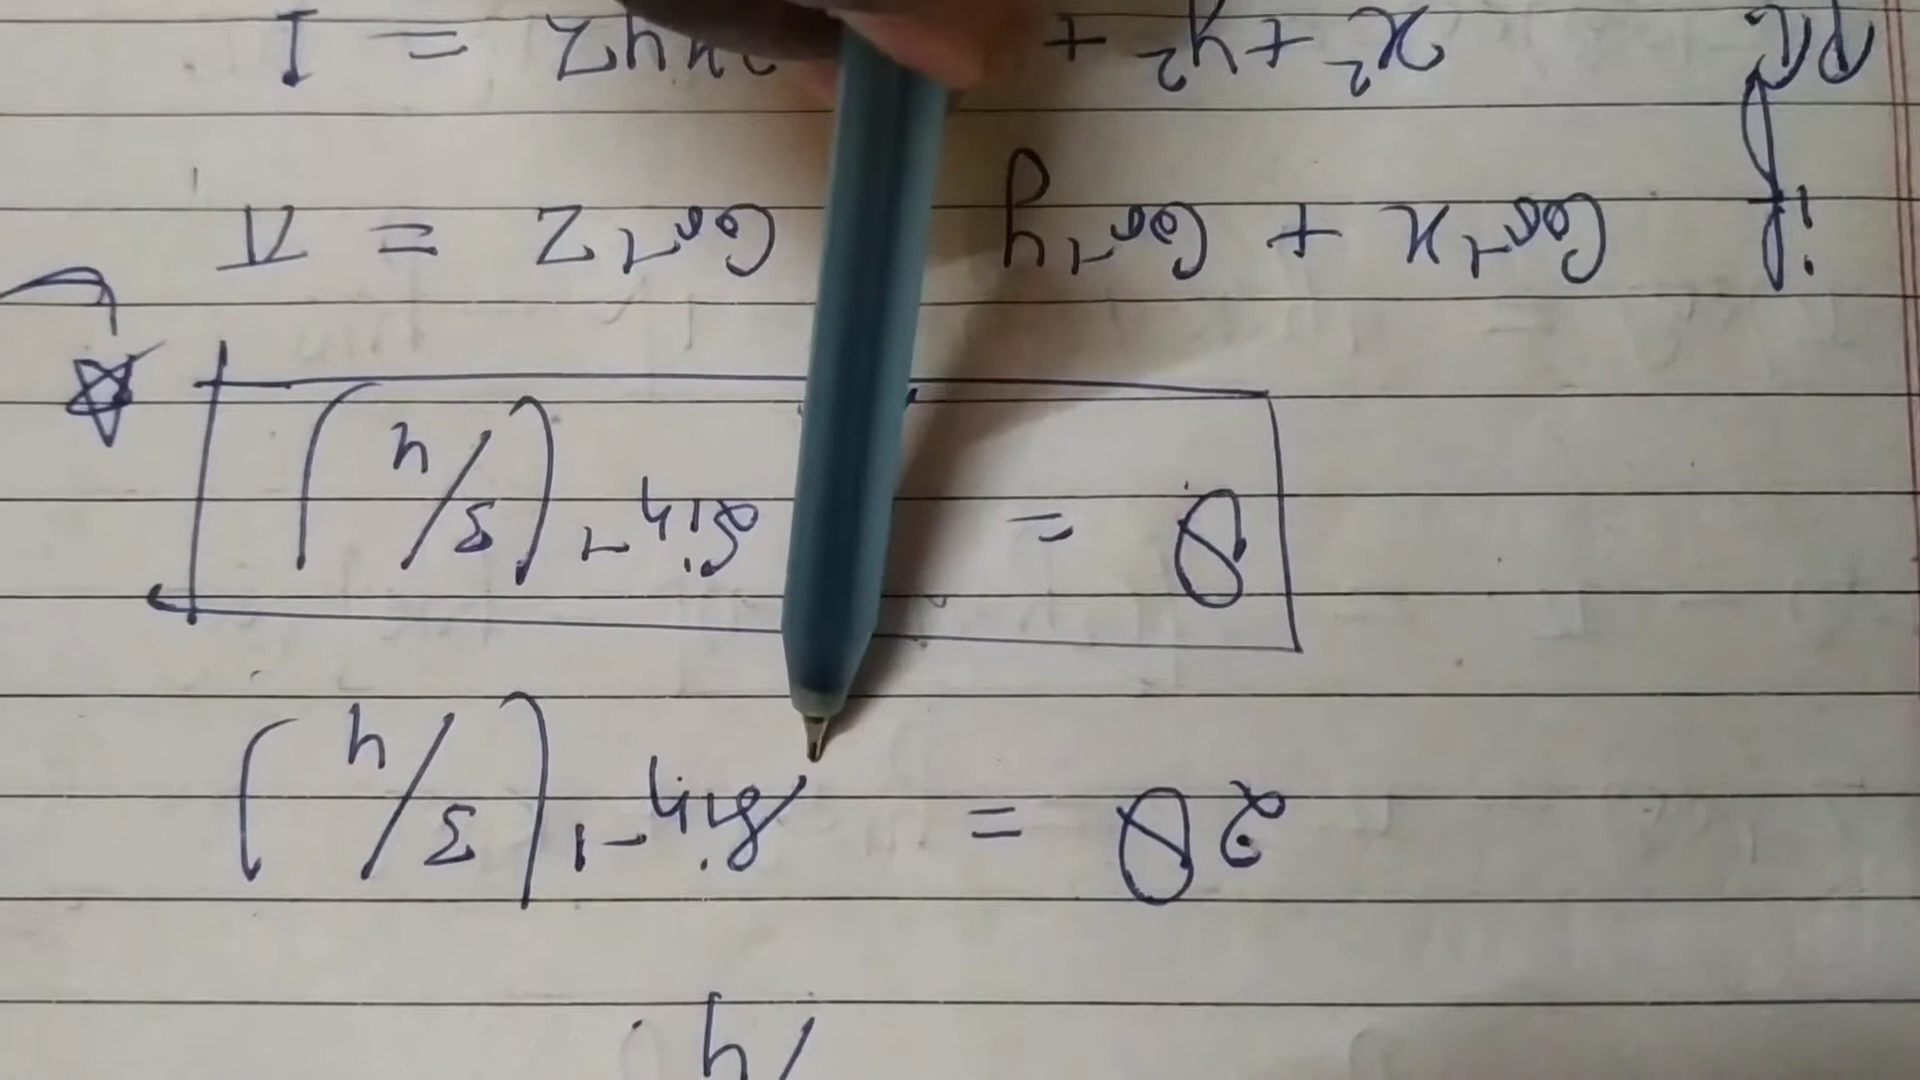 /4
2θ = sin⁻¹(3/4)
θ = sin⁻¹(3/4)
if Cos⁻¹x + Cos⁻¹y Cos⁻¹z = π
x² + y² + xyz = 1